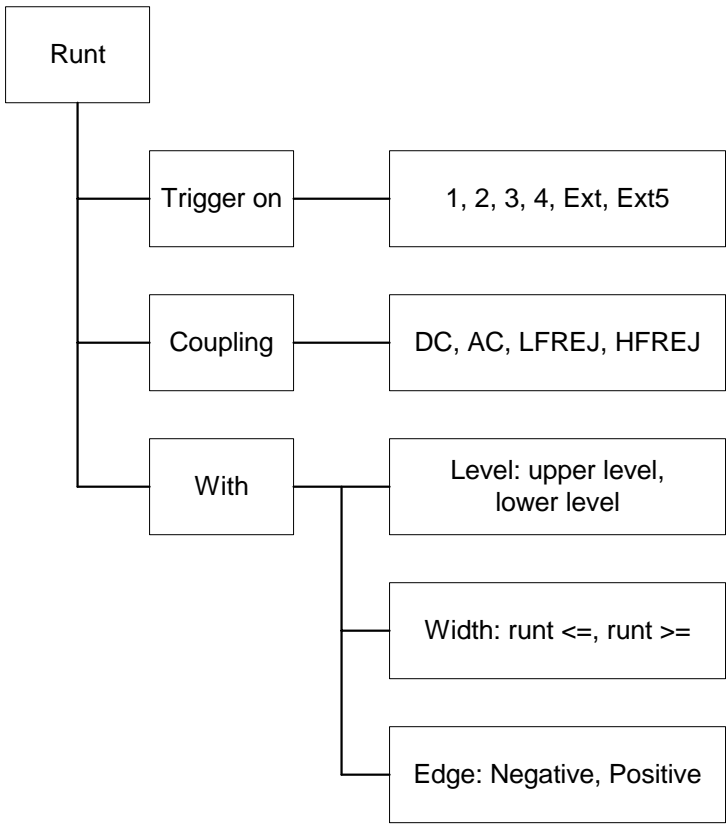 Runt
Trigger on
1, 2, 3, 4, Ext, Ext5
Coupling
DC, AC, LFREJ, HFREJ
With
Level: upper level,
lower level
Width: runt <=, runt >=
Edge: Negative, Positive